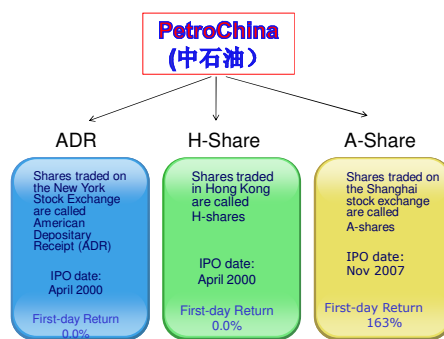 PetroChina
(中石油）
ADR
H-Share
A-Share
Shares traded on
the New York
Stock Exchange
are called
American
Depositary
Receipt (ADR)
IPO date:
April 2000
First-day Return
0.0%
Shares traded
in Hong Kong
are called
H-shares
IPO date:
April 2000
First-day Return
0.0%
Shares traded on
the Shanghai
stock exchange
are called
A-shares
IPO date:
Nov 2007
First-day Return
163%